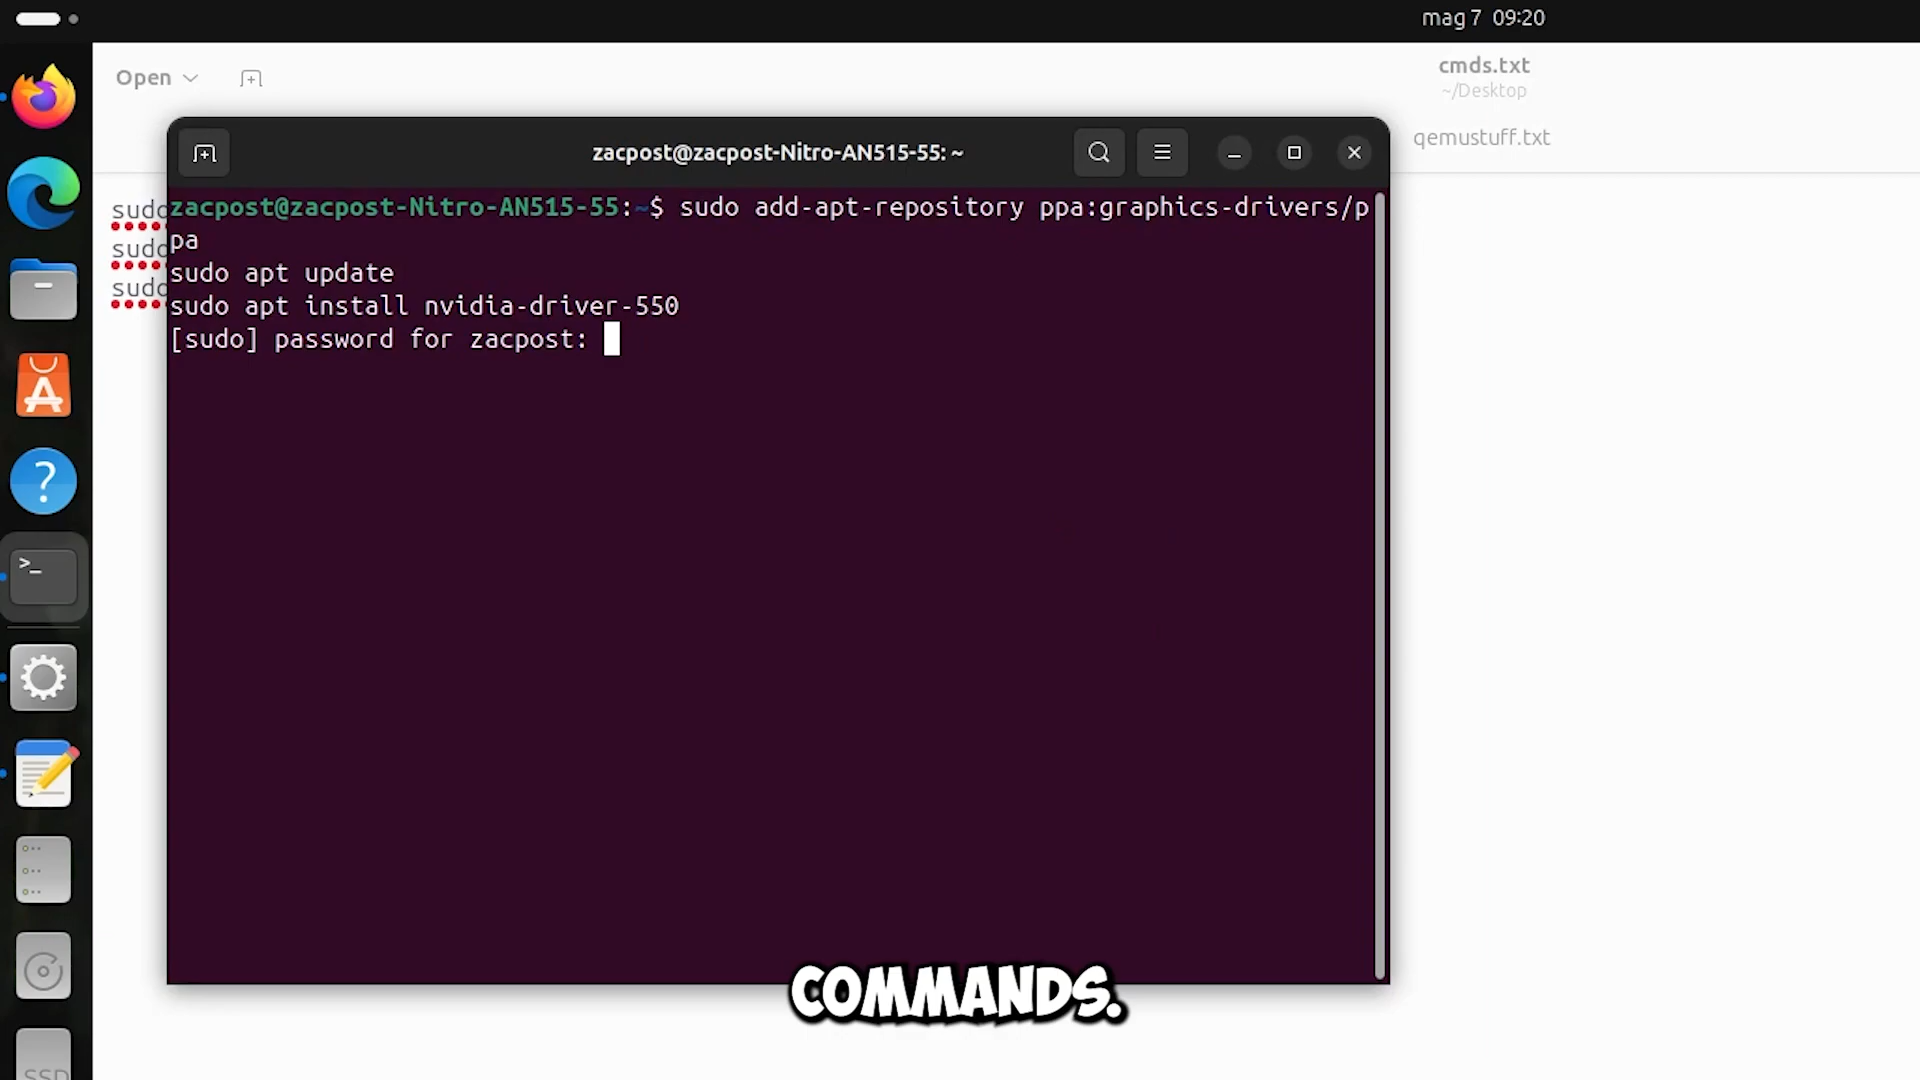 mag 7 09:20
Open
cmds.txt
~/Desktop
zacpost@zacpost-Nitro-AN515-55: ~
qemustuff.txt
sudo
sudo
sudo
zacpost@zacpost-Nitro-AN515-55:~$ sudo add-apt-repository ppa:graphics-drivers/p
pa
sudo apt update
sudo apt install nvidia-driver-550
[sudo] password for zacpost:
COMMANDS.
SSD